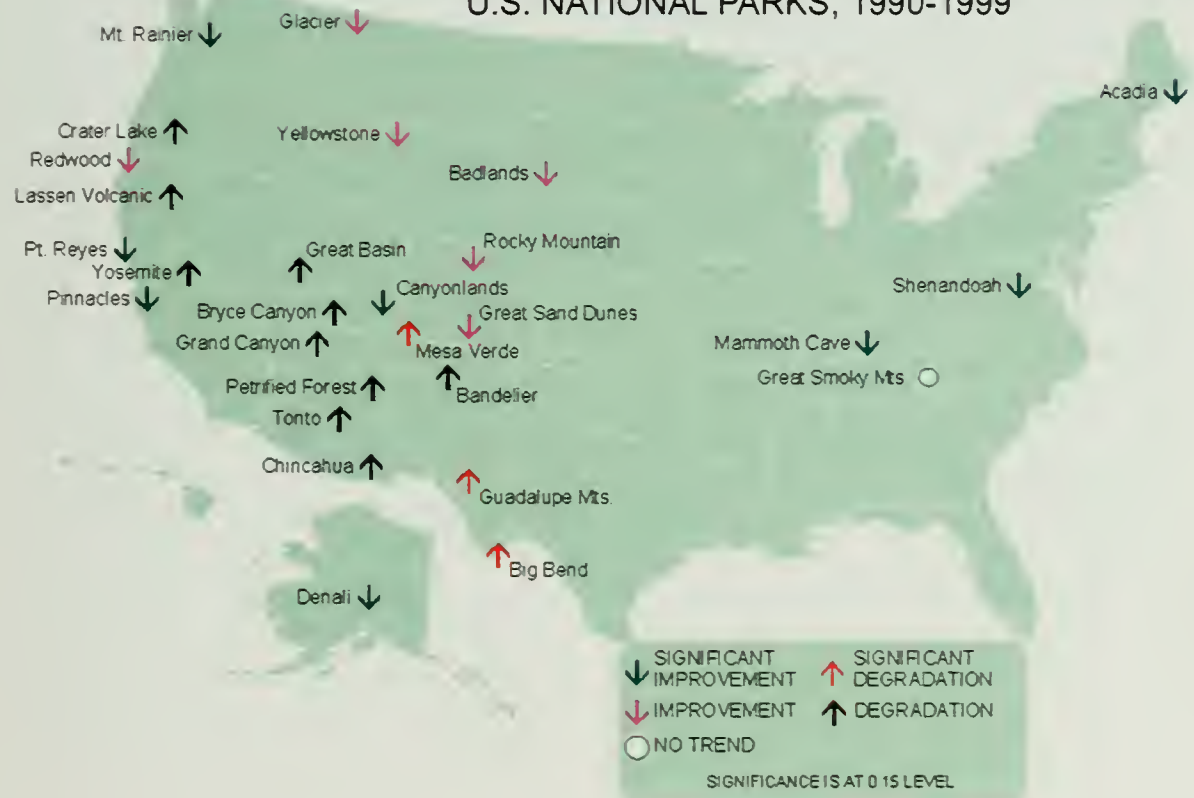 U.S. NATIONAL PARKS, 1990-1999
Glacier
Mt. Rainier
Acadia
Crater Lake
Yellowstone
Redwood
Badlands
Lassen Volcanic
Rocky Mountain
Pt. Reyes
Great Basin
Yosemite
Shenandoah
Canyonlands
Pinnacles
Bryce Canyon
Great Sand Dunes
Grand Canyon
Mammoth Cave
Mesa Verde
Great Smoky Mts
Petrified Forest
Bandelier
Tonto
Chincahua
Guadalupe Mts.
Big Bend
Denali
SIGNIFICANT
IMPROVEMENT
SIGNIFICANT
DEGRADATION
IMPROVEMENT
DEGRADATION
NO TREND
SIGNIFICANCE IS AT 0.15 LEVEL